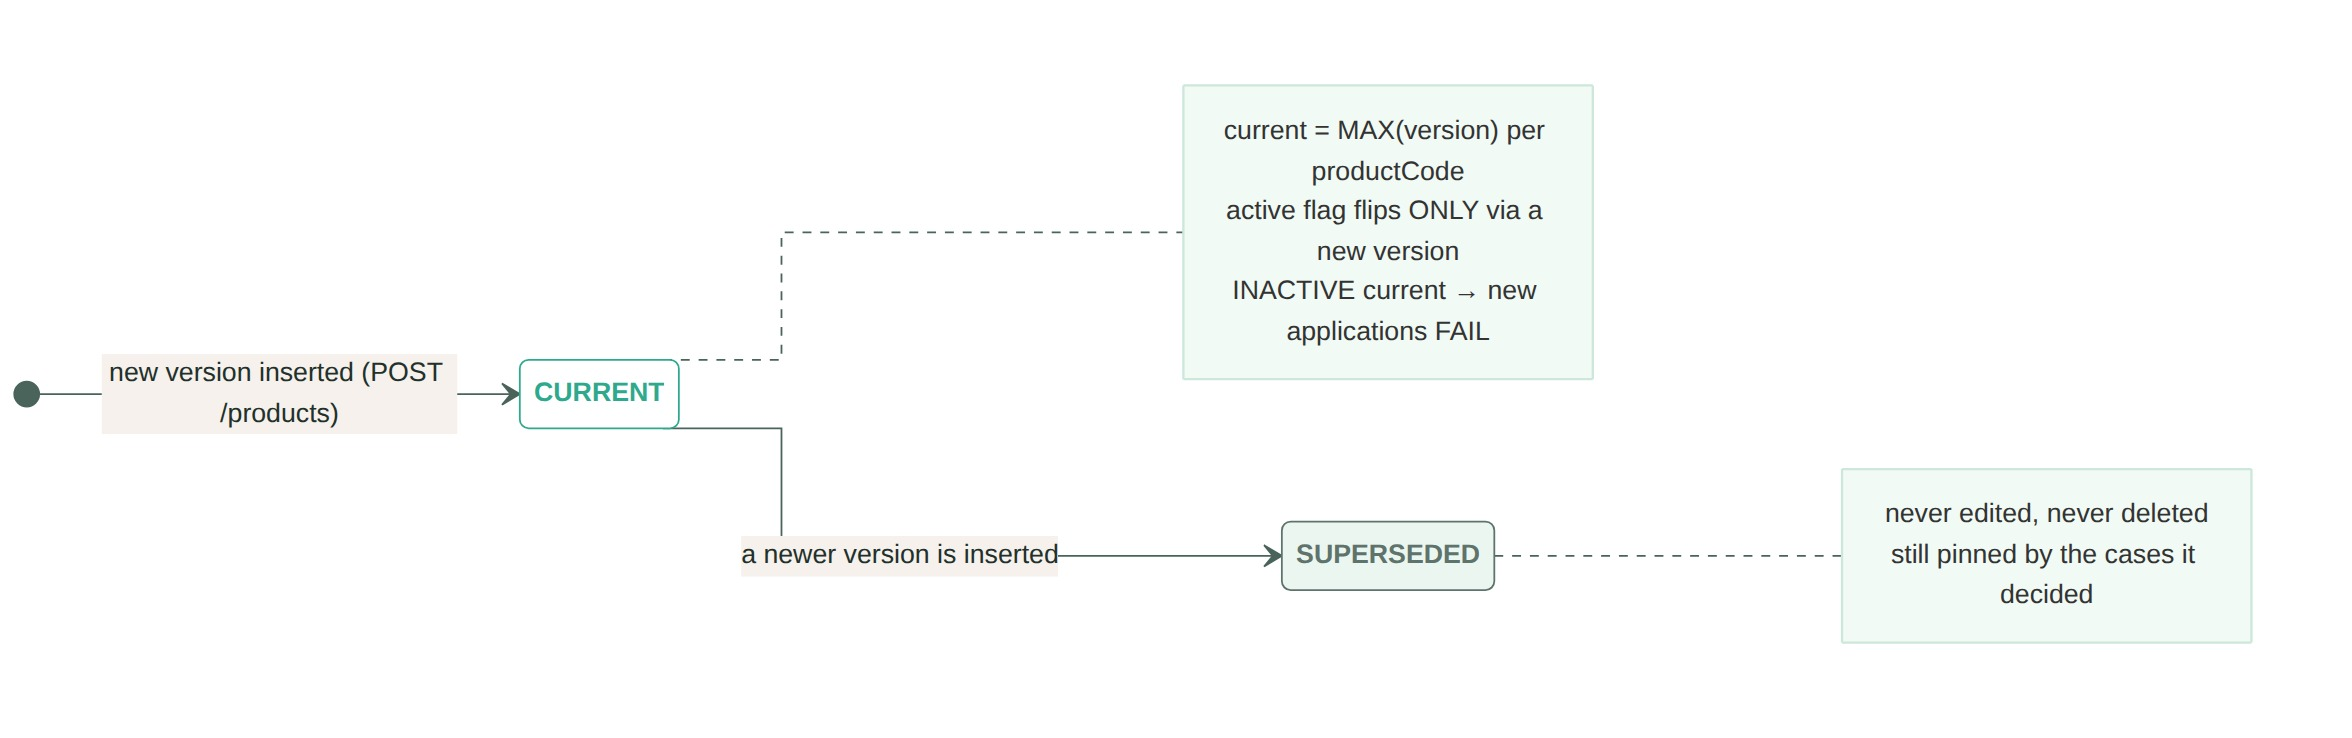 current = MAX(version) per
productCode
active flag flips ONLY via a
new version
INACTIVE current → new
applications FAIL
new version inserted (POST
/products)
CURRENT
a newer version is inserted
SUPERSEDED
never edited, never deleted
still pinned by the cases it
decided